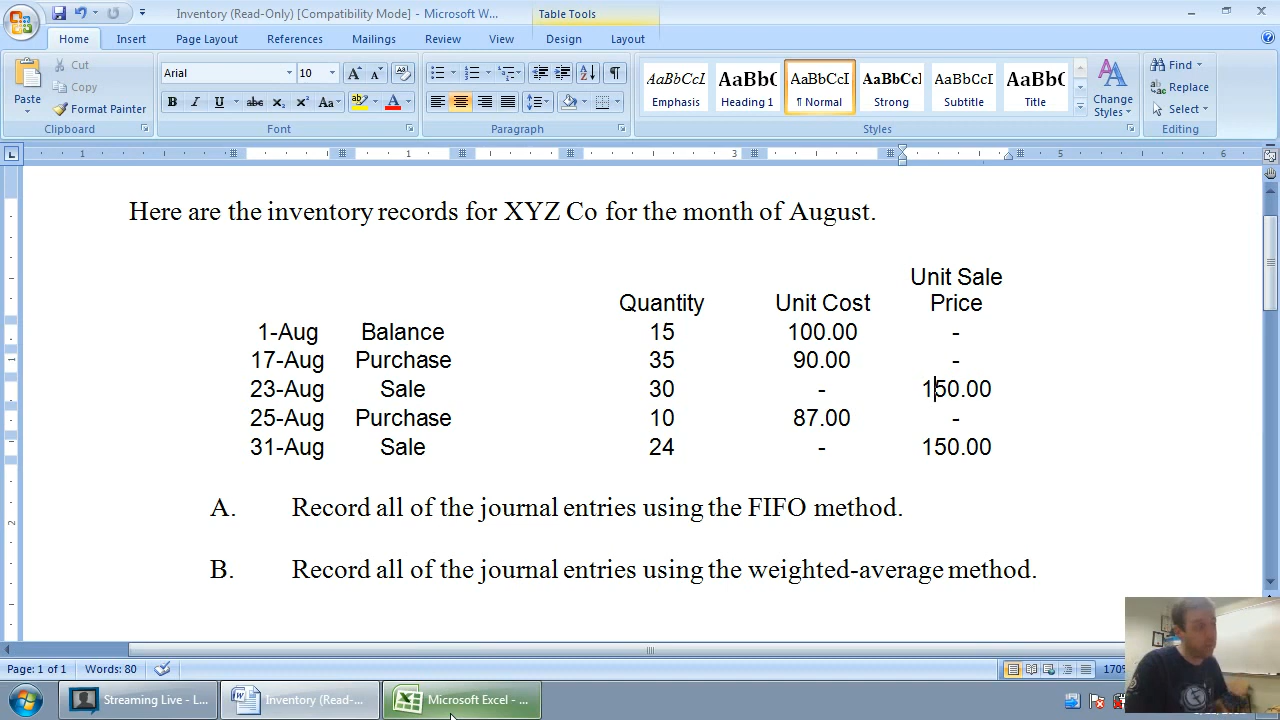 Inventory (Read-Only) [Compatibility Mode] - Microsoft W...
Table Tools
Home Insert Page Layout References Mailings Review View Design Layout
Paste
Cut
Copy
Format Painter
Clipboard
Arial 10
Font
Paragraph
AaBbCcI AaBbC AaBbCcI AaBbCcI AaBbCcI AaBbC
Emphasis Heading 1 ¶ Normal Strong Subtitle Title
Change Styles
Styles
Find
Replace
Select
Editing
1 1 3 5 6
Here are the inventory records for XYZ Co for the month of August.
Unit Sale
Quantity Unit Cost Price
1-Aug Balance 15 100.00 -
17-Aug Purchase 35 90.00 -
23-Aug Sale 30 - 150.00
25-Aug Purchase 10 87.00 -
31-Aug Sale 24 - 150.00
A. Record all of the journal entries using the FIFO method.
B. Record all of the journal entries using the weighted-average method.
Page: 1 of 1 Words: 80 170%
Streaming Live - L... Inventory (Read-... Microsoft Excel - ...